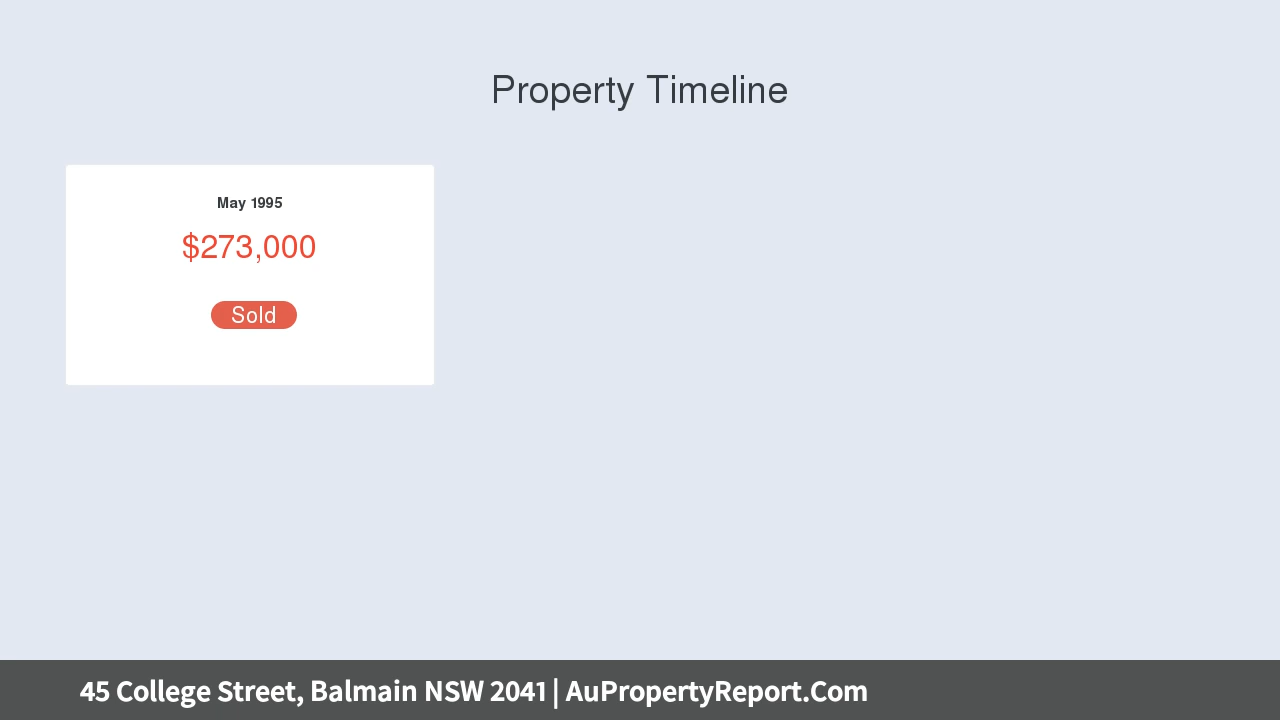 Property Timeline
May 1995
$273,000
Sold
45 College Street, Balmain NSW 2041 | AuPropertyReport.Com